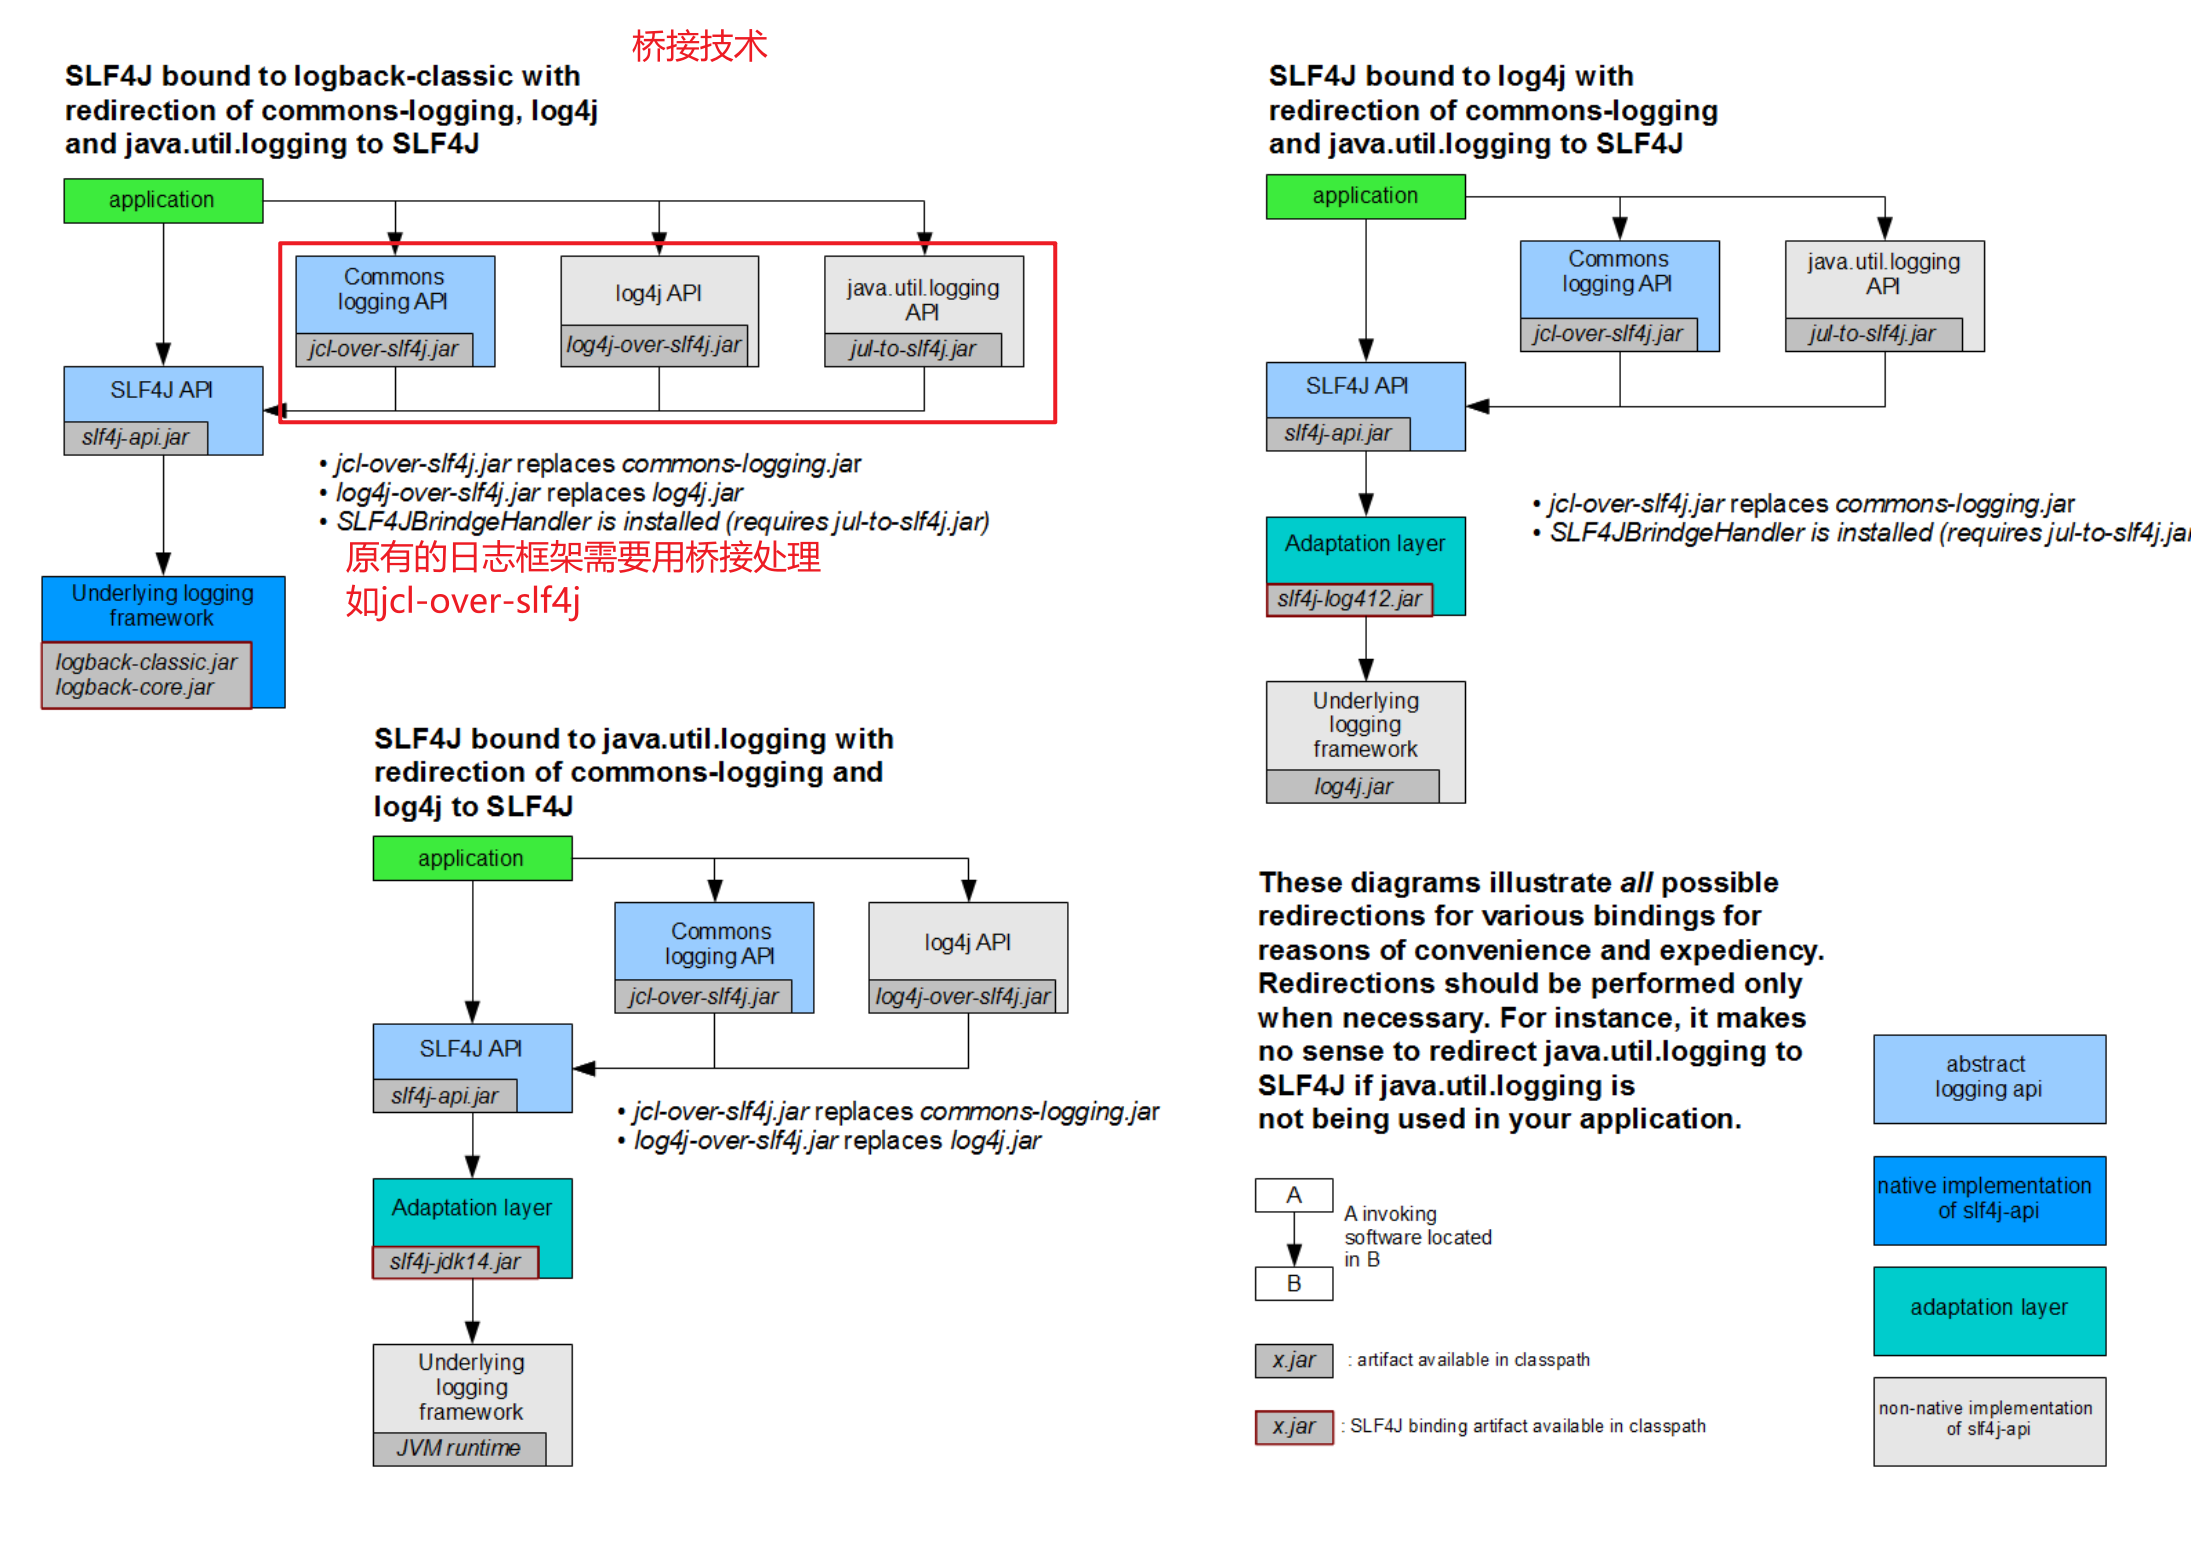 桥接技术
SLF4J bound to logback-classic with
redirection of commons-logging, log4j
and java.util.logging to SLF4J
application
Commons
logging API
jcl-over-slf4j.jar
log4j API
log4j-over-slf4j.jar
java.util.logging
API
jul-to-slf4j.jar
SLF4J API
slf4j-api.jar
• jcl-over-slf4j.jar replaces commons-logging.jar
• log4j-over-slf4j.jar replaces log4j.jar
• SLF4JBrindgeHandler is installed (requires jul-to-slf4j.jar)
原有的日志框架需要用桥接处理
如jcl-over-slf4j
Underlying logging
framework
logback-classic.jar
logback-core.jar
SLF4J bound to log4j with
redirection of commons-logging
and java.util.logging to SLF4J
application
Commons
logging API
jcl-over-slf4j.jar
java.util.logging
API
jul-to-slf4j.jar
SLF4J API
slf4j-api.jar
• jcl-over-slf4j.jar replaces commons-logging.jar
• SLF4JBrindgeHandler is installed (requires jul-to-slf4j.jar
Adaptation layer
slf4j-log412.jar
Underlying
logging
framework
log4j.jar
SLF4J bound to java.util.logging with
redirection of commons-logging and
log4j to SLF4J
application
Commons
logging API
jcl-over-slf4j.jar
log4j API
log4j-over-slf4j.jar
SLF4J API
slf4j-api.jar
• jcl-over-slf4j.jar replaces commons-logging.jar
• log4j-over-slf4j.jar replaces log4j.jar
Adaptation layer
slf4j-jdk14.jar
Underlying
logging
framework
JVM runtime
These diagrams illustrate all possible
redirections for various bindings for
reasons of convenience and expediency.
Redirections should be performed only
when necessary. For instance, it makes
no sense to redirect java.util.logging to
SLF4J if java.util.logging is
not being used in your application.
A
A invoking
software located
in B
B
x.jar : artifact available in classpath
x.jar : SLF4J binding artifact available in classpath
abstract
logging api
native implementation
of slf4j-api
adaptation layer
non-native implementation
of slf4j-api